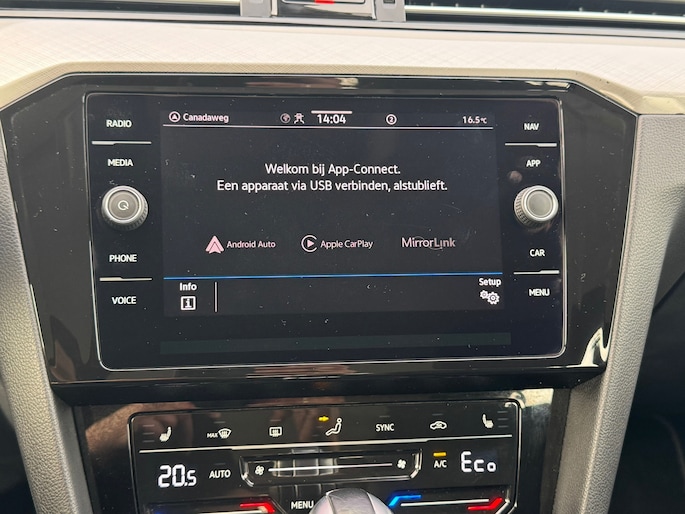 RADIO
MEDIA
PHONE
VOICE
Canadaweg 14:04 2 16.5°C
Welkom bij App-Connect.
Een apparaat via USB verbinden, alstublieft.
Android Auto Apple CarPlay MirrorLink
Info Setup
i
NAV
APP
CAR
MENU
MAX SYNC
20.5 AUTO A/C Eco
MENU